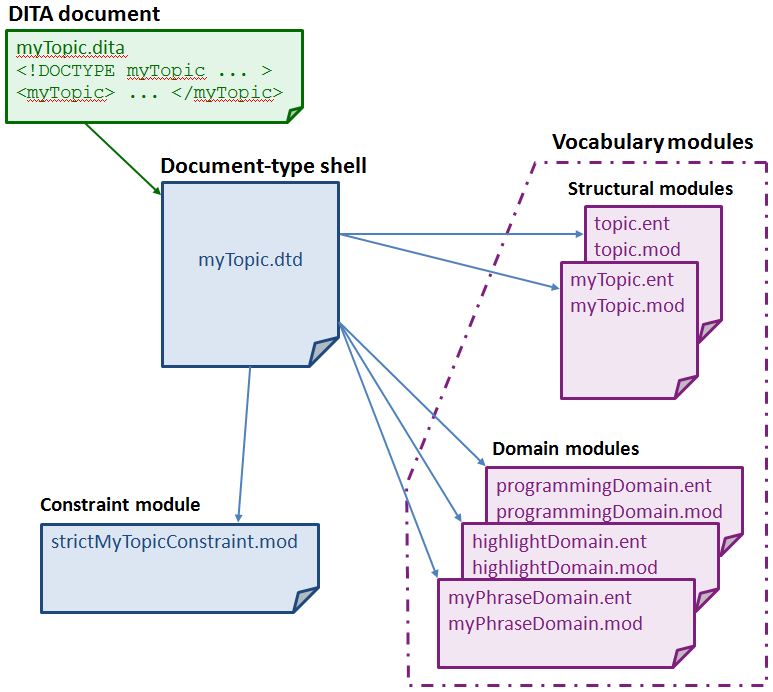 DITA document
myTopic.dita
<!DOCTYPE myTopic ... >
<myTopic> ... </myTopic>
Document-type shell
myTopic.dtd
Vocabulary modules
Structural modules
topic.ent
topic.mod
myTopic.ent
myTopic.mod
Domain modules
programmingDomain.ent
programmingDomain.mod
highlightDomain.ent
highlightDomain.mod
myPhraseDomain.ent
myPhraseDomain.mod
Constraint module
strictMyTopicConstraint.mod